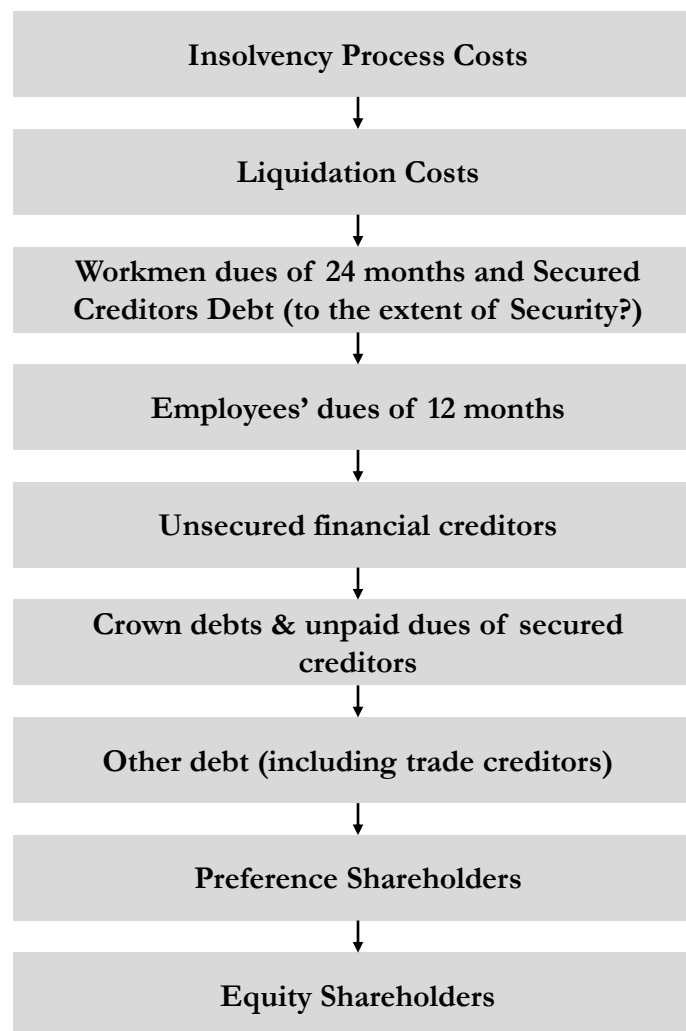 Insolvency Process Costs
Liquidation Costs
Workmen dues of 24 months and Secured
Creditors Debt (to the extent of Security?)
Employees’ dues of 12 months
Unsecured financial creditors
Crown debts & unpaid dues of secured
creditors
Other debt (including trade creditors)
Preference Shareholders
Equity Shareholders